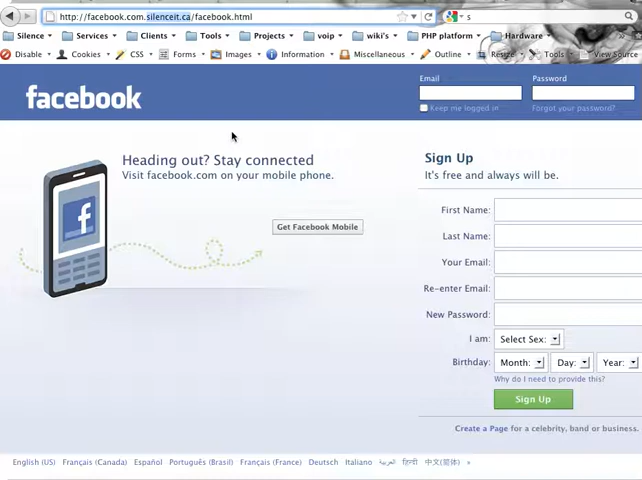 http://facebook.com.silenceit.ca/facebook.html
s
Silence Services Clients Tools Projects voip wiki's PHP platform Hardware »
Disable Cookies CSS Forms Images Information Miscellaneous Outline Resize Tools View Source
facebook
Email Password
Keep me logged in Forgot your password?
Heading out? Stay connected
Visit facebook.com on your mobile phone.
Get Facebook Mobile
f
Sign Up
It's free and always will be.
First Name:
Last Name:
Your Email:
Re-enter Email:
New Password:
I am: Select Sex:
Birthday: Month: Day: Year:
Why do I need to provide this?
Sign Up
Create a Page for a celebrity, band or business.
English (US) Français (Canada) Español Português (Brasil) Français (France) Deutsch Italiano العربية हिन्दी 中文(简体) »